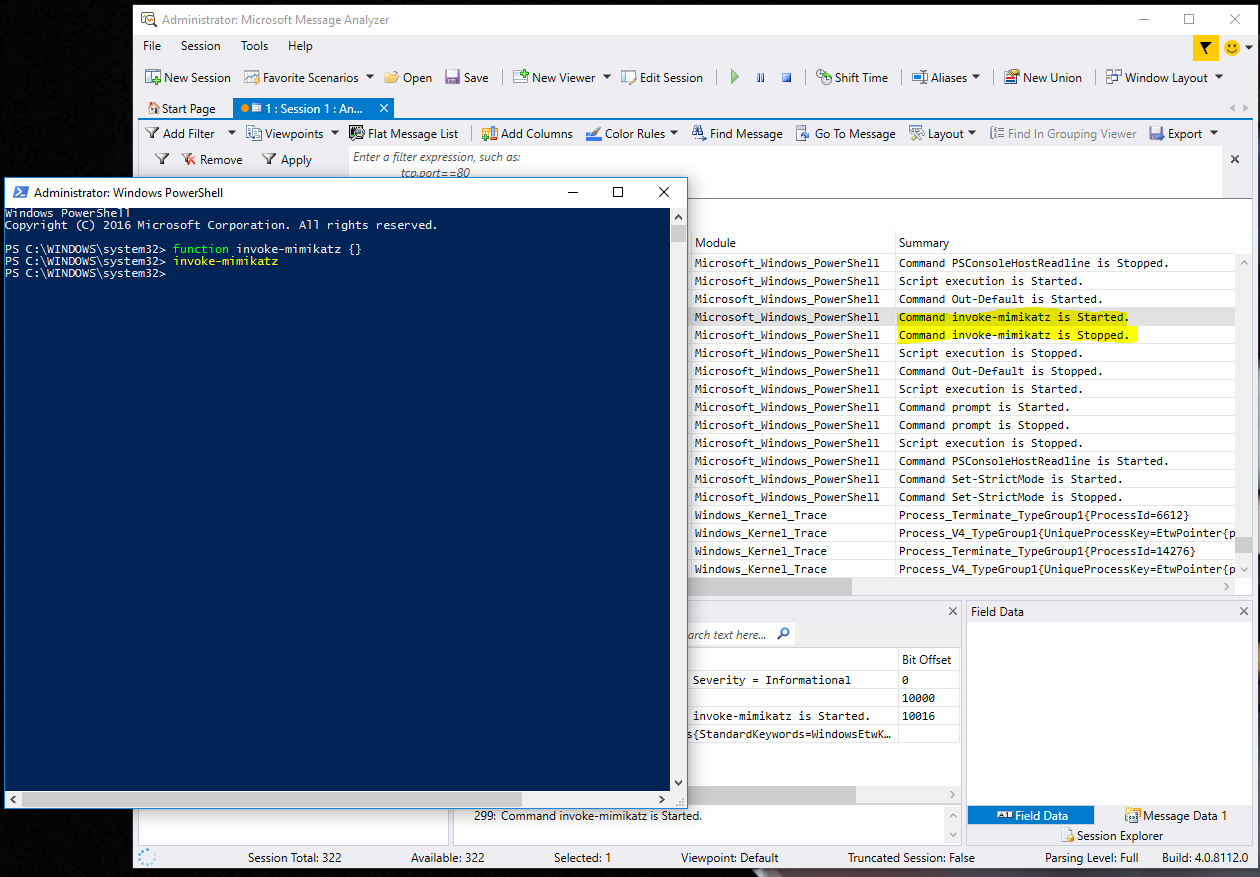 Administrator: Microsoft Message Analyzer
File Session Tools Help
New Session Favorite Scenarios Open Save New Viewer Edit Session Shift Time Aliases New Union Window Layout
Start Page 1 : Session 1 : An...
Add Filter Viewpoints Flat Message List Add Columns Color Rules Find Message Go To Message Layout Find In Grouping Viewer Export
Remove Apply
Enter a filter expression, such as:
tcp.port==80
Administrator: Windows PowerShell
Windows PowerShell
Copyright (C) 2016 Microsoft Corporation. All rights reserved.
PS C:\WINDOWS\system32> function invoke-mimikatz {}
PS C:\WINDOWS\system32> invoke-mimikatz
PS C:\WINDOWS\system32>
Module Summary
Microsoft_Windows_PowerShell Command PSConsoleHostReadline is Stopped.
Microsoft_Windows_PowerShell Script execution is Started.
Microsoft_Windows_PowerShell Command Out-Default is Started.
Microsoft_Windows_PowerShell Command invoke-mimikatz is Started.
Microsoft_Windows_PowerShell Command invoke-mimikatz is Stopped.
Microsoft_Windows_PowerShell Script execution is Stopped.
Microsoft_Windows_PowerShell Command Out-Default is Stopped.
Microsoft_Windows_PowerShell Script execution is Started.
Microsoft_Windows_PowerShell Command prompt is Started.
Microsoft_Windows_PowerShell Command prompt is Stopped.
Microsoft_Windows_PowerShell Script execution is Stopped.
Microsoft_Windows_PowerShell Command PSConsoleHostReadline is Started.
Microsoft_Windows_PowerShell Command Set-StrictMode is Started.
Microsoft_Windows_PowerShell Command Set-StrictMode is Stopped.
Windows_Kernel_Trace Process_Terminate_TypeGroup1{ProcessId=6612}
Windows_Kernel_Trace Process_V4_TypeGroup1{UniqueProcessKey=EtwPointer{p
Windows_Kernel_Trace Process_Terminate_TypeGroup1{ProcessId=14276}
Windows_Kernel_Trace Process_V4_TypeGroup1{UniqueProcessKey=EtwPointer{p
Field Data
arch text here...
Bit Offset
Severity = Informational 0
10000
invoke-mimikatz is Started. 10016
s{StandardKeywords=WindowsEtwK...
299: Command invoke-mimikatz is Started.
Field Data Message Data 1
Session Explorer
Session Total: 322 Available: 322 Selected: 1 Viewpoint: Default Truncated Session: False Parsing Level: Full Build: 4.0.8112.0